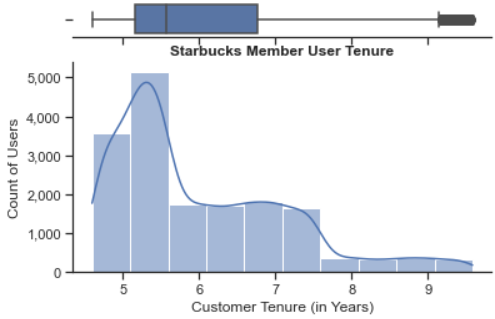 Starbucks Member User Tenure
5,000
4,000
3,000
2,000
1,000
0
Count of Users
5 6 7 8 9
Customer Tenure (in Years)